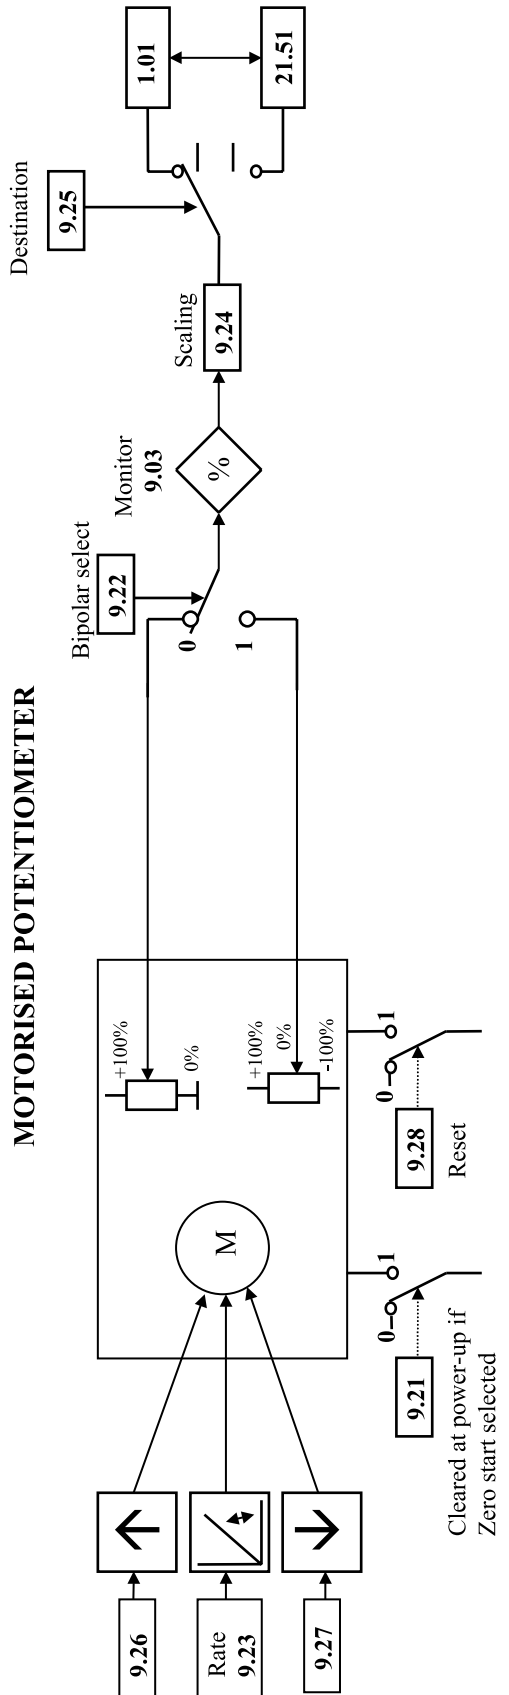 MOTORISED POTENTIOMETER
9.26
Rate
9.23
9.27
M
+100%
0%
+100%
0%
-100%
9.21
0
1
Cleared at power-up if
Zero start selected
9.28
0
1
Reset
Bipolar select
9.22
0
1
Monitor
9.03
%
Scaling
9.24
Destination
9.25
1.01
21.51